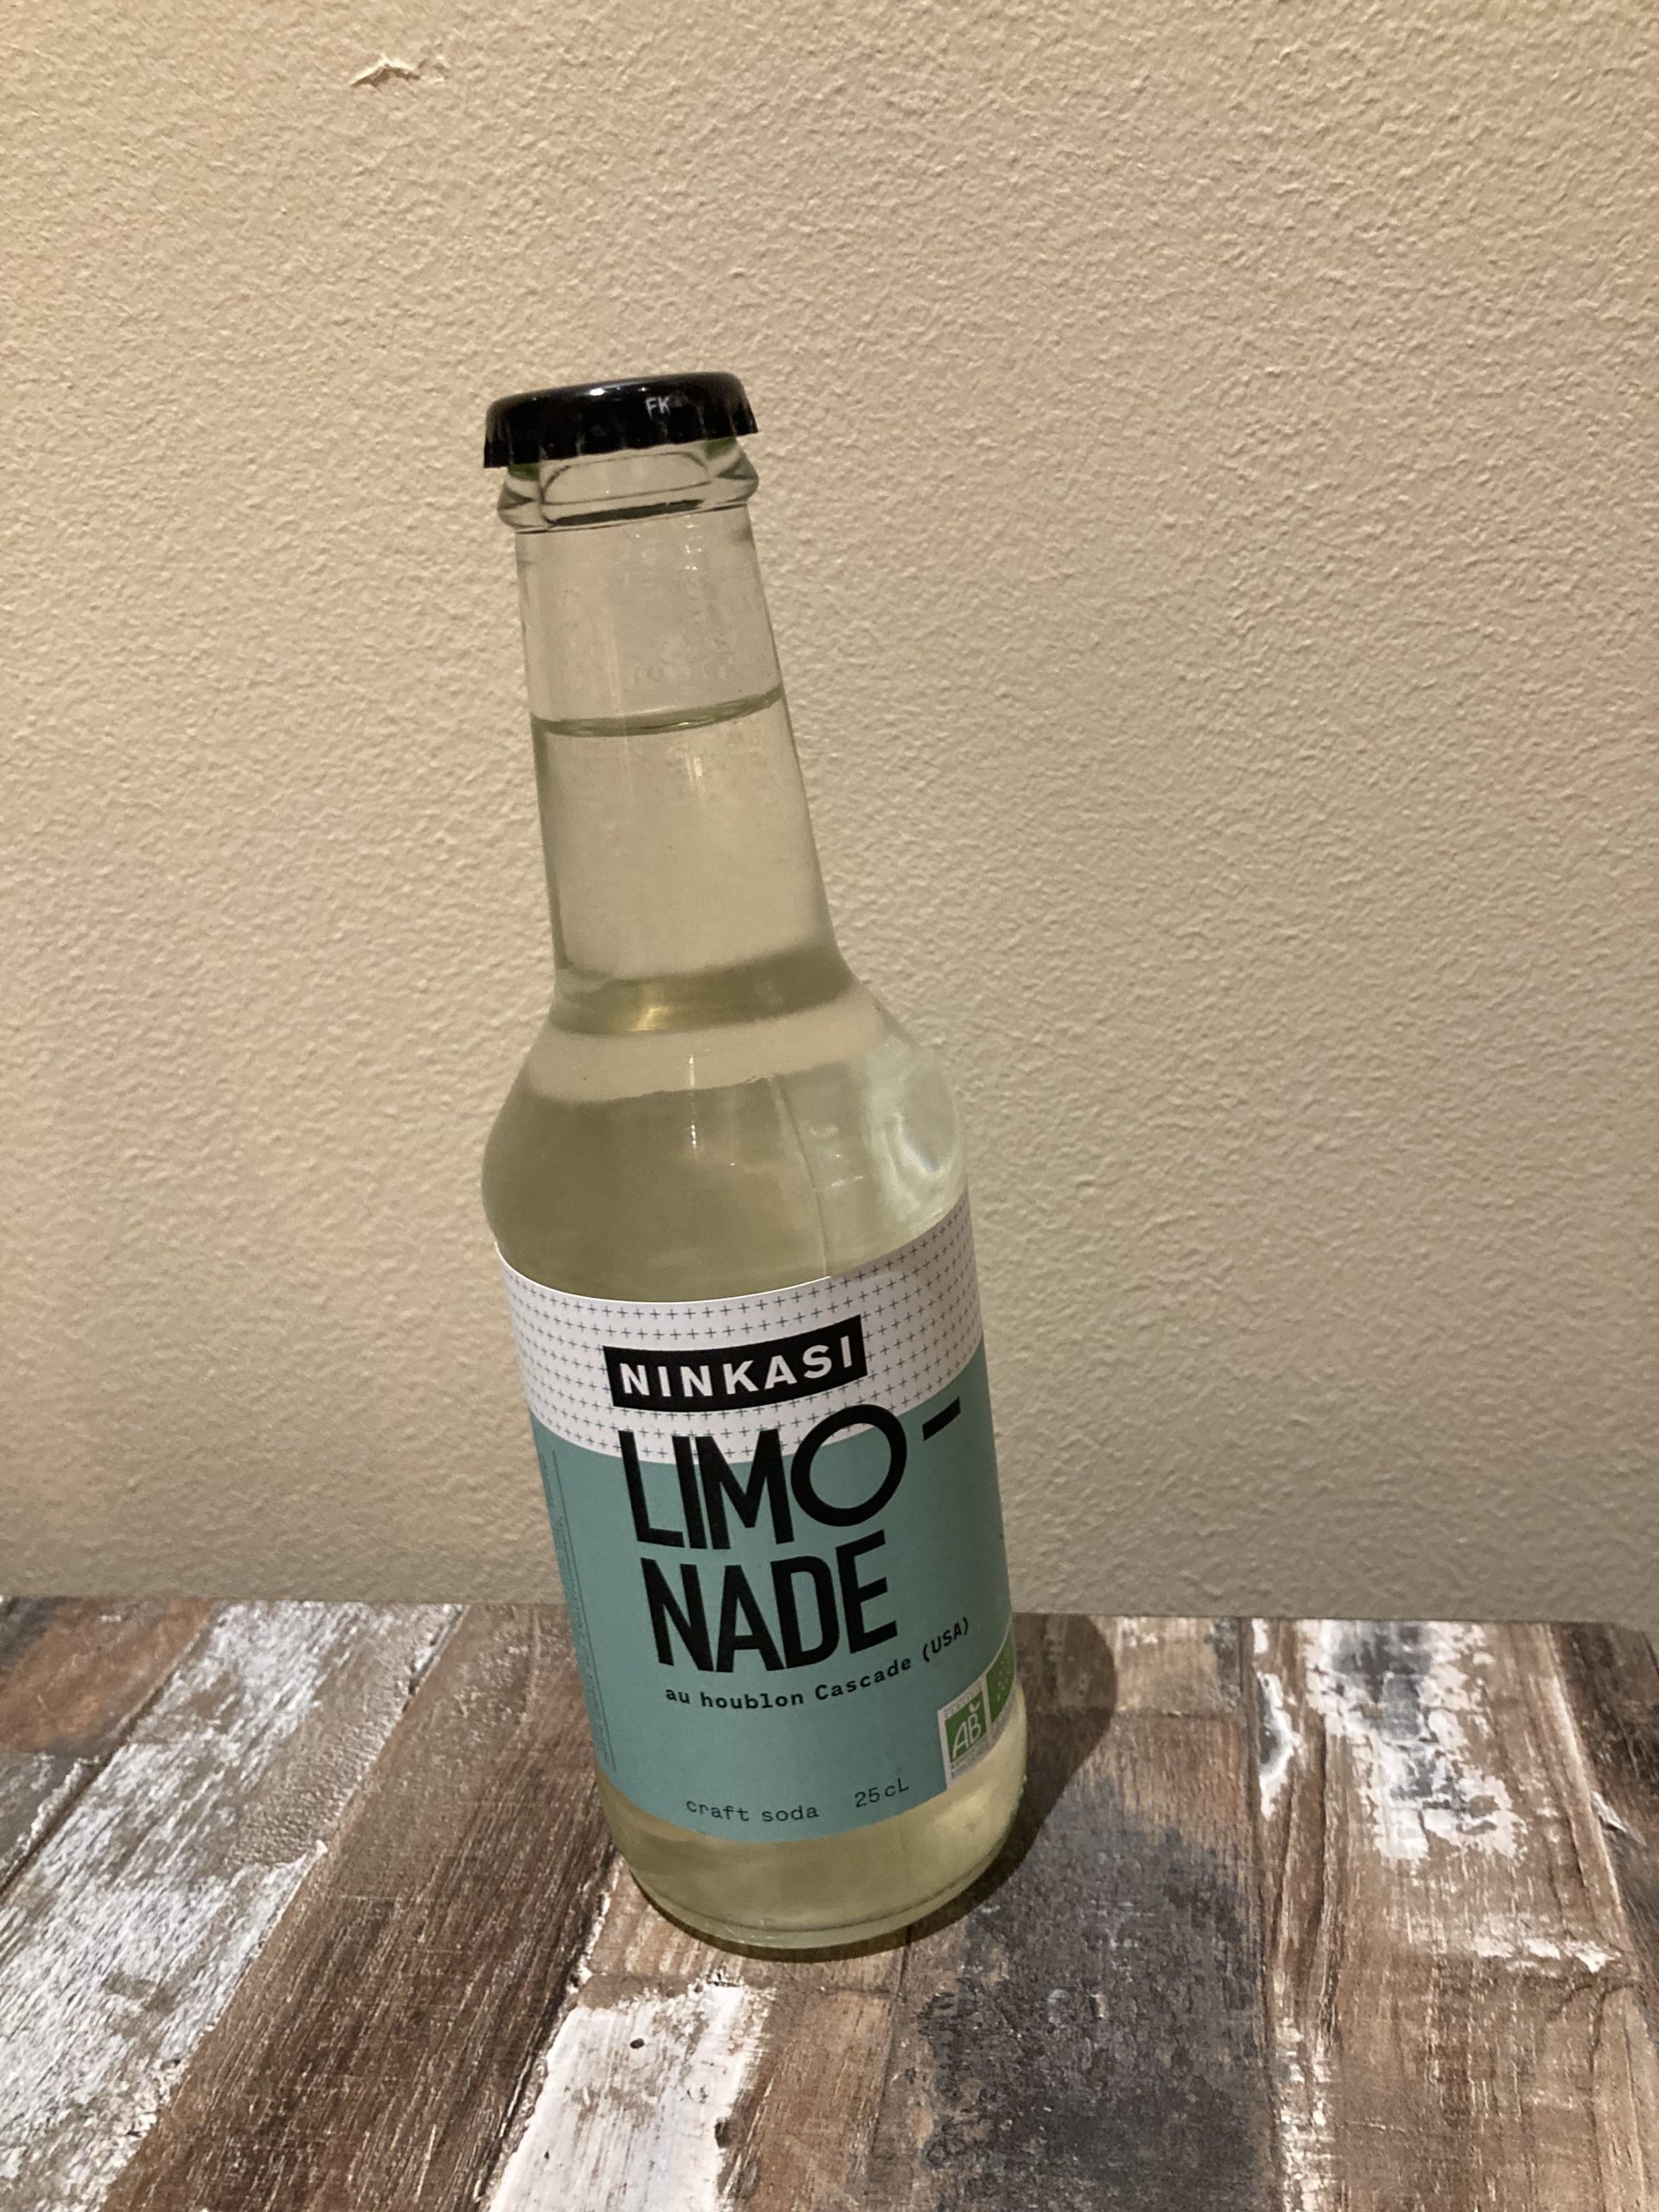 FK
NINKASI
LIMO-
NADE
au houblon Cascade (USA)
AB
craft soda 25cL